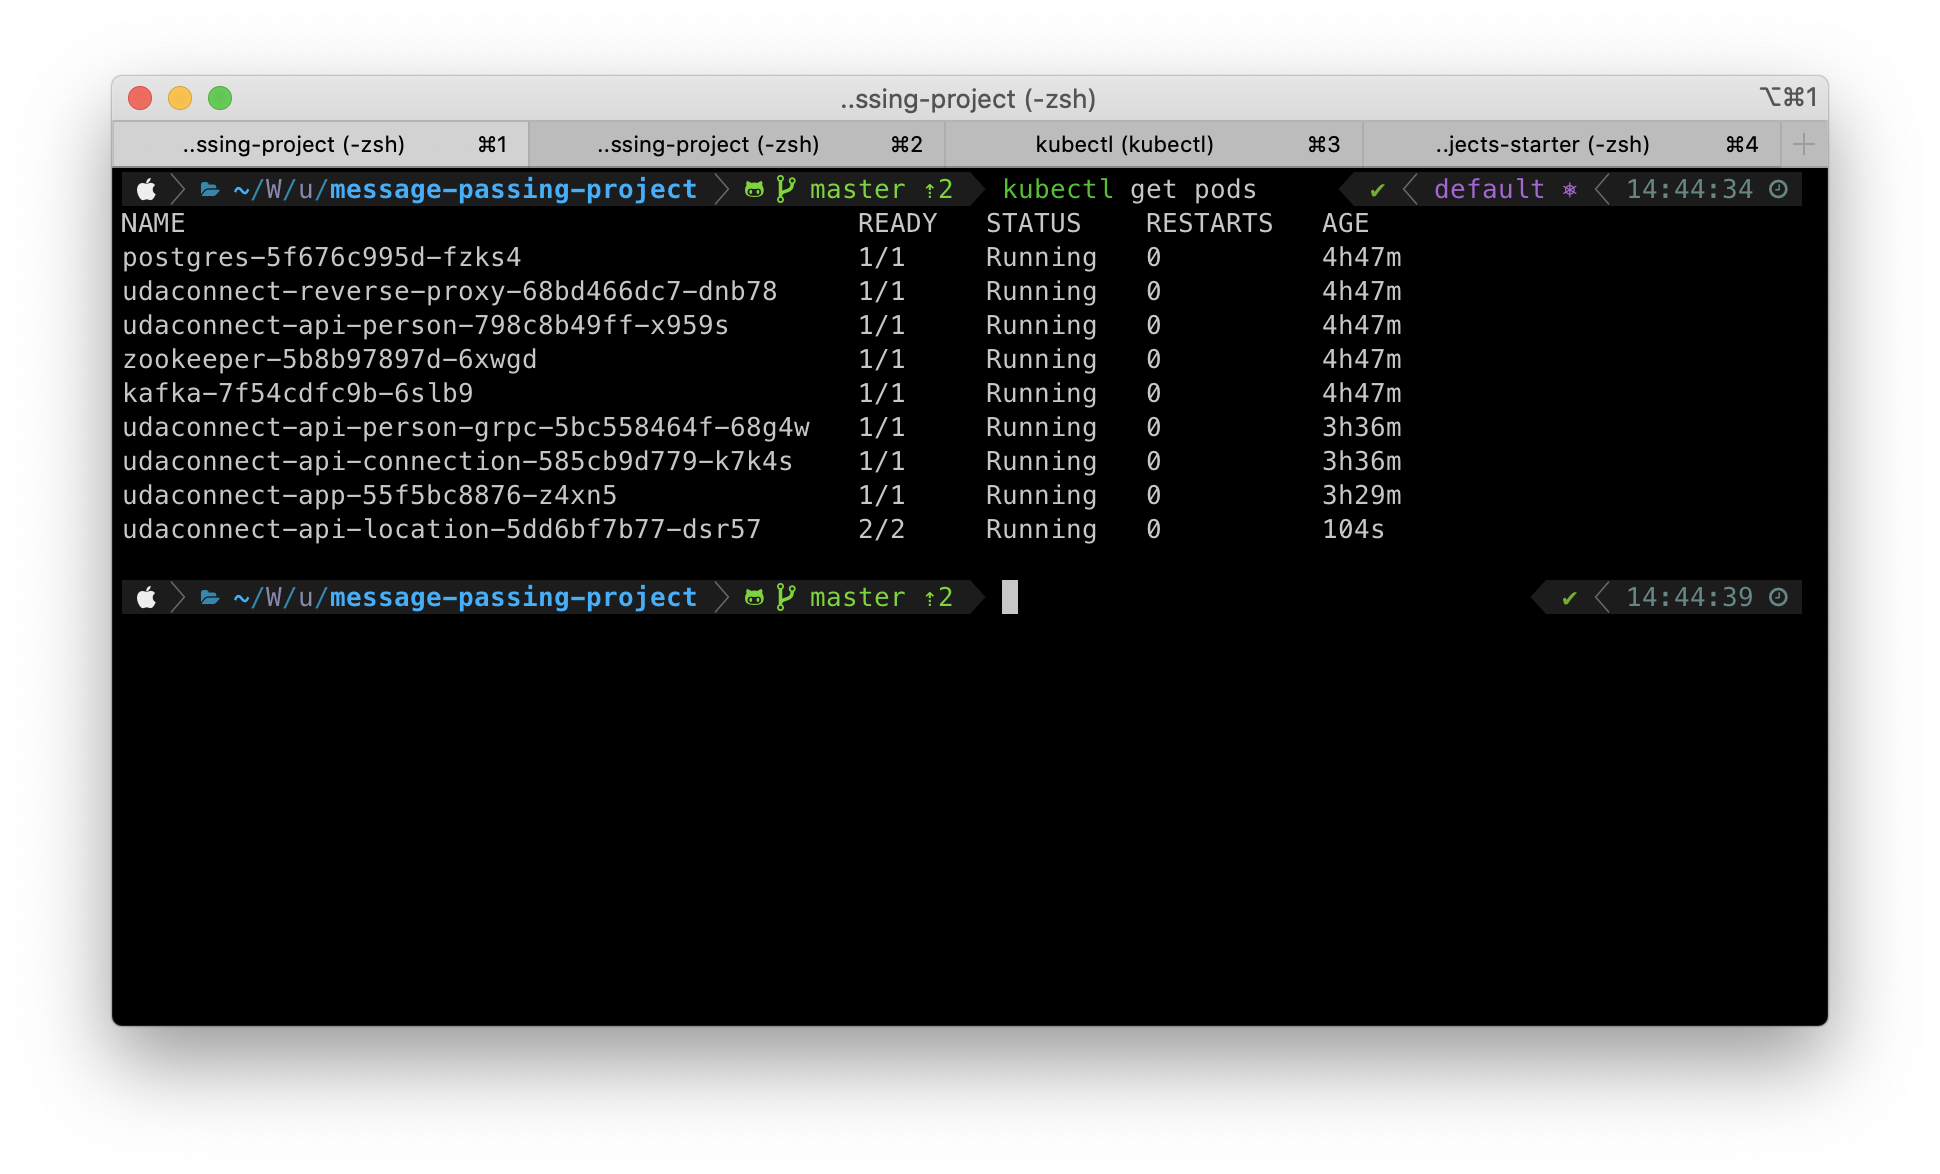 ..ssing-project (-zsh) ⌥⌘1
..ssing-project (-zsh) ⌘1 ..ssing-project (-zsh) ⌘2 kubectl (kubectl) ⌘3 ..jects-starter (-zsh) ⌘4
~/W/u/message-passing-project master ⇡2 kubectl get pods ✔ default ⎈ 14:44:34
NAME READY STATUS RESTARTS AGE
postgres-5f676c995d-fzks4 1/1 Running 0 4h47m
udaconnect-reverse-proxy-68bd466dc7-dnb78 1/1 Running 0 4h47m
udaconnect-api-person-798c8b49ff-x959s 1/1 Running 0 4h47m
zookeeper-5b8b97897d-6xwgd 1/1 Running 0 4h47m
kafka-7f54cdfc9b-6slb9 1/1 Running 0 4h47m
udaconnect-api-person-grpc-5bc558464f-68g4w 1/1 Running 0 3h36m
udaconnect-api-connection-585cb9d779-k7k4s 1/1 Running 0 3h36m
udaconnect-app-55f5bc8876-z4xn5 1/1 Running 0 3h29m
udaconnect-api-location-5dd6bf7b77-dsr57 2/2 Running 0 104s
~/W/u/message-passing-project master ⇡2 ✔ 14:44:39